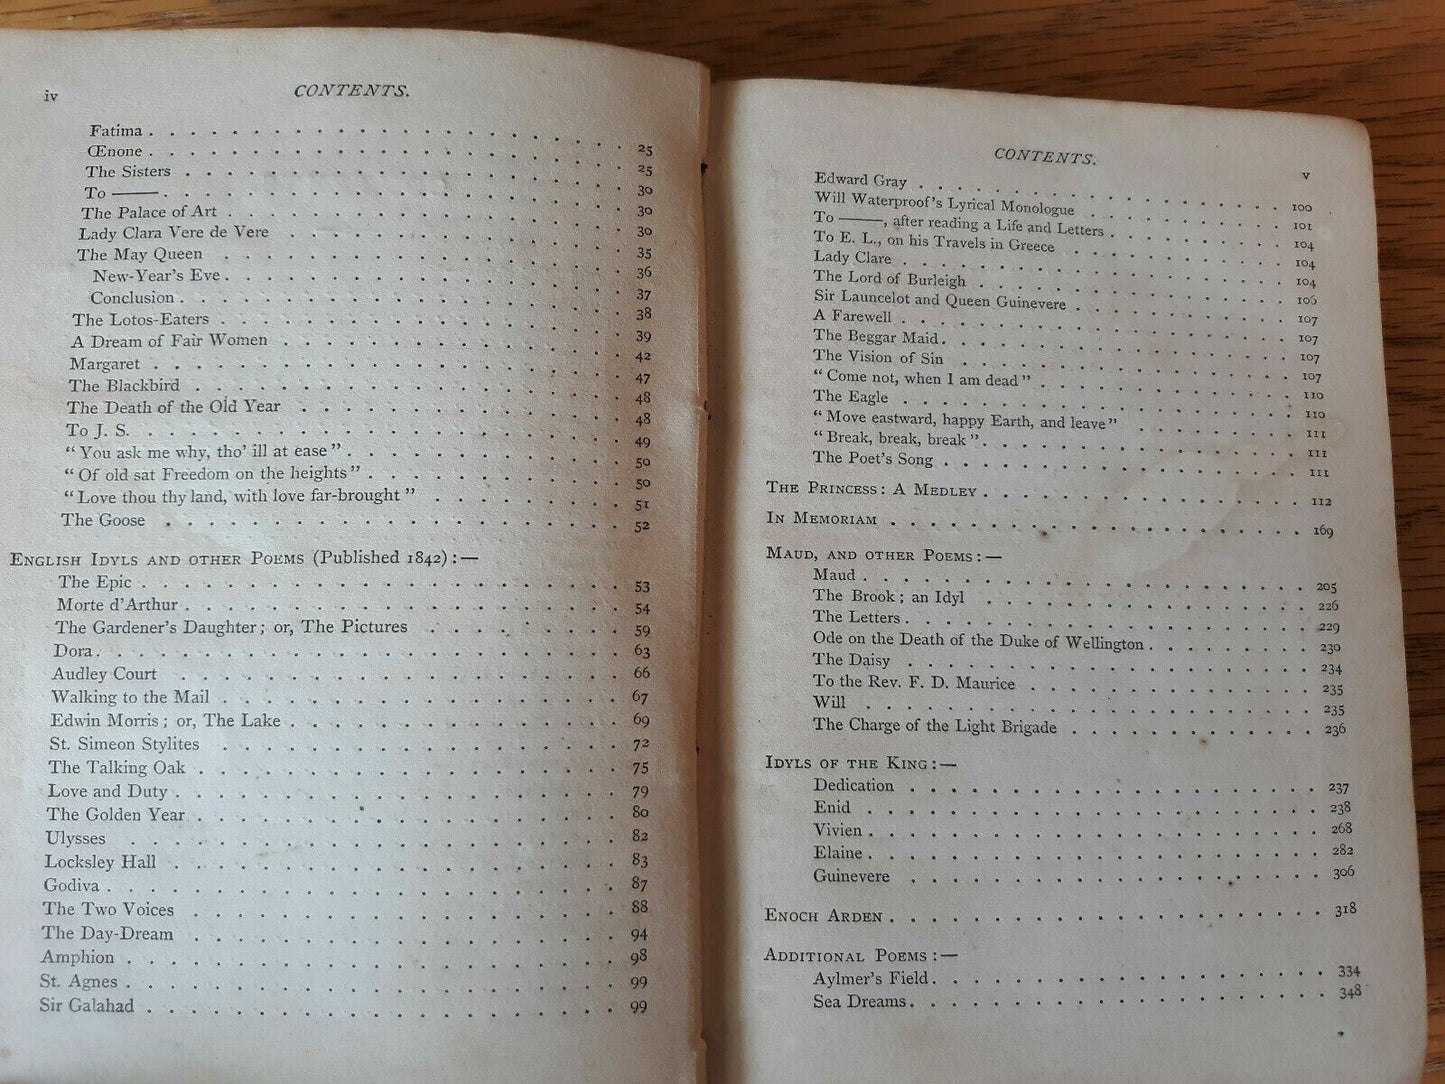 iv CONTENTS.
Fatima . . . . . . . . . . . . . . . . . . . . . . . 25
Œnone . . . . . . . . . . . . . . . . . . . . . . . 25
The Sisters . . . . . . . . . . . . . . . . . . . . . 30
To ——— . . . . . . . . . . . . . . . . . . . . . . 30
The Palace of Art . . . . . . . . . . . . . . . . . . . 30
Lady Clara Vere de Vere . . . . . . . . . . . . . . . . 35
The May Queen . . . . . . . . . . . . . . . . . . . 36
New-Year's Eve . . . . . . . . . . . . . . . . . . . 37
Conclusion . . . . . . . . . . . . . . . . . . . . . 38
The Lotos-Eaters . . . . . . . . . . . . . . . . . . . 39
A Dream of Fair Women . . . . . . . . . . . . . . . . 42
Margaret . . . . . . . . . . . . . . . . . . . . . . 47
The Blackbird . . . . . . . . . . . . . . . . . . . . 48
The Death of the Old Year . . . . . . . . . . . . . . . 48
To J. S. . . . . . . . . . . . . . . . . . . . . . . 49
“You ask me why, tho' ill at ease” . . . . . . . . . . . . . 50
“Of old sat Freedom on the heights” . . . . . . . . . . . . 50
“Love thou thy land, with love far-brought” . . . . . . . . . 51
The Goose . . . . . . . . . . . . . . . . . . . . . 52
ENGLISH IDYLS AND OTHER POEMS (Published 1842) :—
The Epic . . . . . . . . . . . . . . . . . . . . . . 53
Morte d'Arthur . . . . . . . . . . . . . . . . . . . . 54
The Gardener's Daughter ; or, The Pictures . . . . . . . . . 59
Dora . . . . . . . . . . . . . . . . . . . . . . . . 63
Audley Court . . . . . . . . . . . . . . . . . . . . . 66
Walking to the Mail . . . . . . . . . . . . . . . . . . . 67
Edwin Morris ; or, The Lake . . . . . . . . . . . . . . . 69
St. Simeon Stylites . . . . . . . . . . . . . . . . . . . 72
The Talking Oak . . . . . . . . . . . . . . . . . . . . 75
Love and Duty . . . . . . . . . . . . . . . . . . . . . 79
The Golden Year . . . . . . . . . . . . . . . . . . . . 80
Ulysses . . . . . . . . . . . . . . . . . . . . . . . 82
Locksley Hall . . . . . . . . . . . . . . . . . . . . . 83
Godiva . . . . . . . . . . . . . . . . . . . . . . . . 87
The Two Voices . . . . . . . . . . . . . . . . . . . . 88
The Day-Dream . . . . . . . . . . . . . . . . . . . . 94
Amphion . . . . . . . . . . . . . . . . . . . . . . . 98
St. Agnes . . . . . . . . . . . . . . . . . . . . . . . 99
Sir Galahad . . . . . . . . . . . . . . . . . . . . . . 99
CONTENTS. v
Edward Gray . . . . . . . . . . . . . . . . . . 100
Will Waterproof's Lyrical Monologue . . . . . . . . . . 101
To ———, after reading a Life and Letters . . . . . . . . . 104
To E. L., on his Travels in Greece . . . . . . . . . . . 104
Lady Clare . . . . . . . . . . . . . . . . . . . 104
The Lord of Burleigh . . . . . . . . . . . . . . . . 106
Sir Launcelot and Queen Guinevere . . . . . . . . . . . 107
A Farewell . . . . . . . . . . . . . . . . . . . 107
The Beggar Maid . . . . . . . . . . . . . . . . . 107
The Vision of Sin . . . . . . . . . . . . . . . . . 107
“Come not, when I am dead” . . . . . . . . . . . . . 110
The Eagle . . . . . . . . . . . . . . . . . . . 110
“Move eastward, happy Earth, and leave” . . . . . . . . . 111
“Break, break, break” . . . . . . . . . . . . . . . . 111
The Poet's Song . . . . . . . . . . . . . . . . . . 111
THE PRINCESS : A MEDLEY . . . . . . . . . . . . . . . . 112
IN MEMORIAM . . . . . . . . . . . . . . . . . . . . 169
MAUD, AND OTHER POEMS : —
Maud . . . . . . . . . . . . . . . . . . . . . . 205
The Brook ; an Idyl . . . . . . . . . . . . . . . . 226
The Letters . . . . . . . . . . . . . . . . . . . . 229
Ode on the Death of the Duke of Wellington . . . . . . . . 230
The Daisy . . . . . . . . . . . . . . . . . . . . 234
To the Rev. F. D. Maurice . . . . . . . . . . . . . . 235
Will . . . . . . . . . . . . . . . . . . . . . . 235
The Charge of the Light Brigade . . . . . . . . . . . . 236
IDYLS OF THE KING :—
Dedication . . . . . . . . . . . . . . . . . . . . 237
Enid . . . . . . . . . . . . . . . . . . . . . . 238
Vivien . . . . . . . . . . . . . . . . . . . . . . 268
Elaine . . . . . . . . . . . . . . . . . . . . . . 282
Guinevere . . . . . . . . . . . . . . . . . . . . 306
ENOCH ARDEN . . . . . . . . . . . . . . . . . . . . . 318
ADDITIONAL POEMS :—
Aylmer's Field . . . . . . . . . . . . . . . . . . . 334
Sea Dreams . . . . . . . . . . . . . . . . . . . . 348